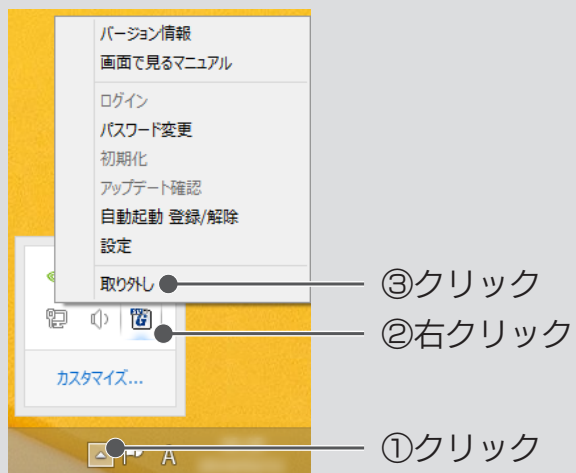 バージョン情報
画面で見るマニュアル
ログイン
パスワード変更
初期化
アップデート確認
自動起動 登録/解除
設定
取り外し
③クリック
②右クリック
カスタマイズ...
①クリック
A